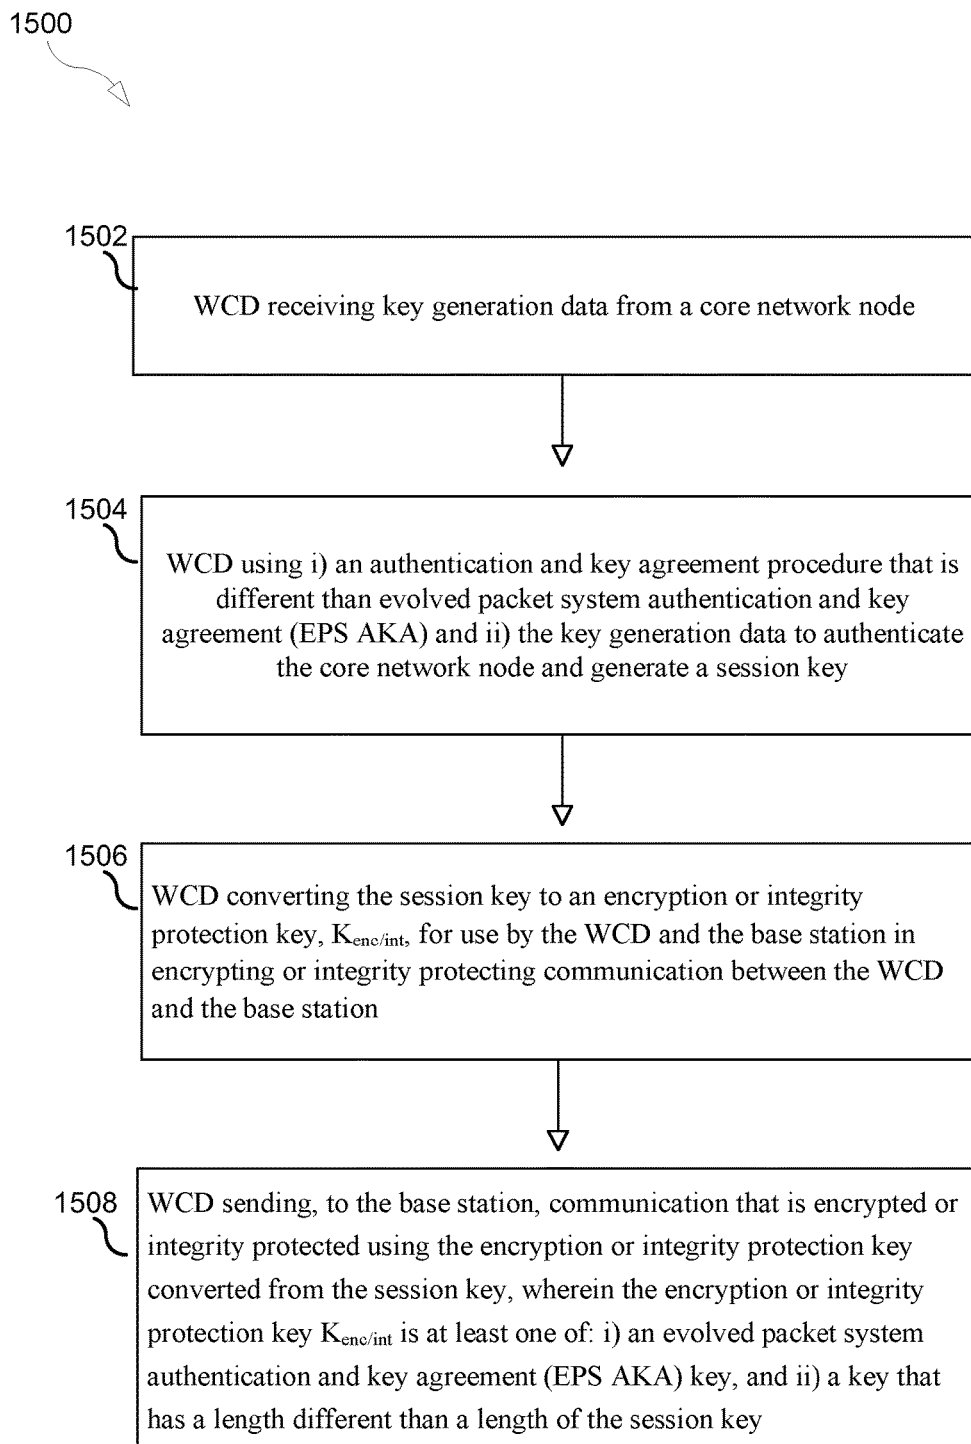 1500
1502
WCD receiving key generation data from a core network node
1504
WCD using i) an authentication and key agreement procedure that is
different than evolved packet system authentication and key
agreement (EPS AKA) and ii) the key generation data to authenticate
the core network node and generate a session key
1506
WCD converting the session key to an encryption or integrity
protection key, Kenc/int, for use by the WCD and the base station in
encrypting or integrity protecting communication between the WCD
and the base station
1508
WCD sending, to the base station, communication that is encrypted or
integrity protected using the encryption or integrity protection key
converted from the session key, wherein the encryption or integrity
protection key Kenc/int is at least one of: i) an evolved packet system
authentication and key agreement (EPS AKA) key, and ii) a key that
has a length different than a length of the session key